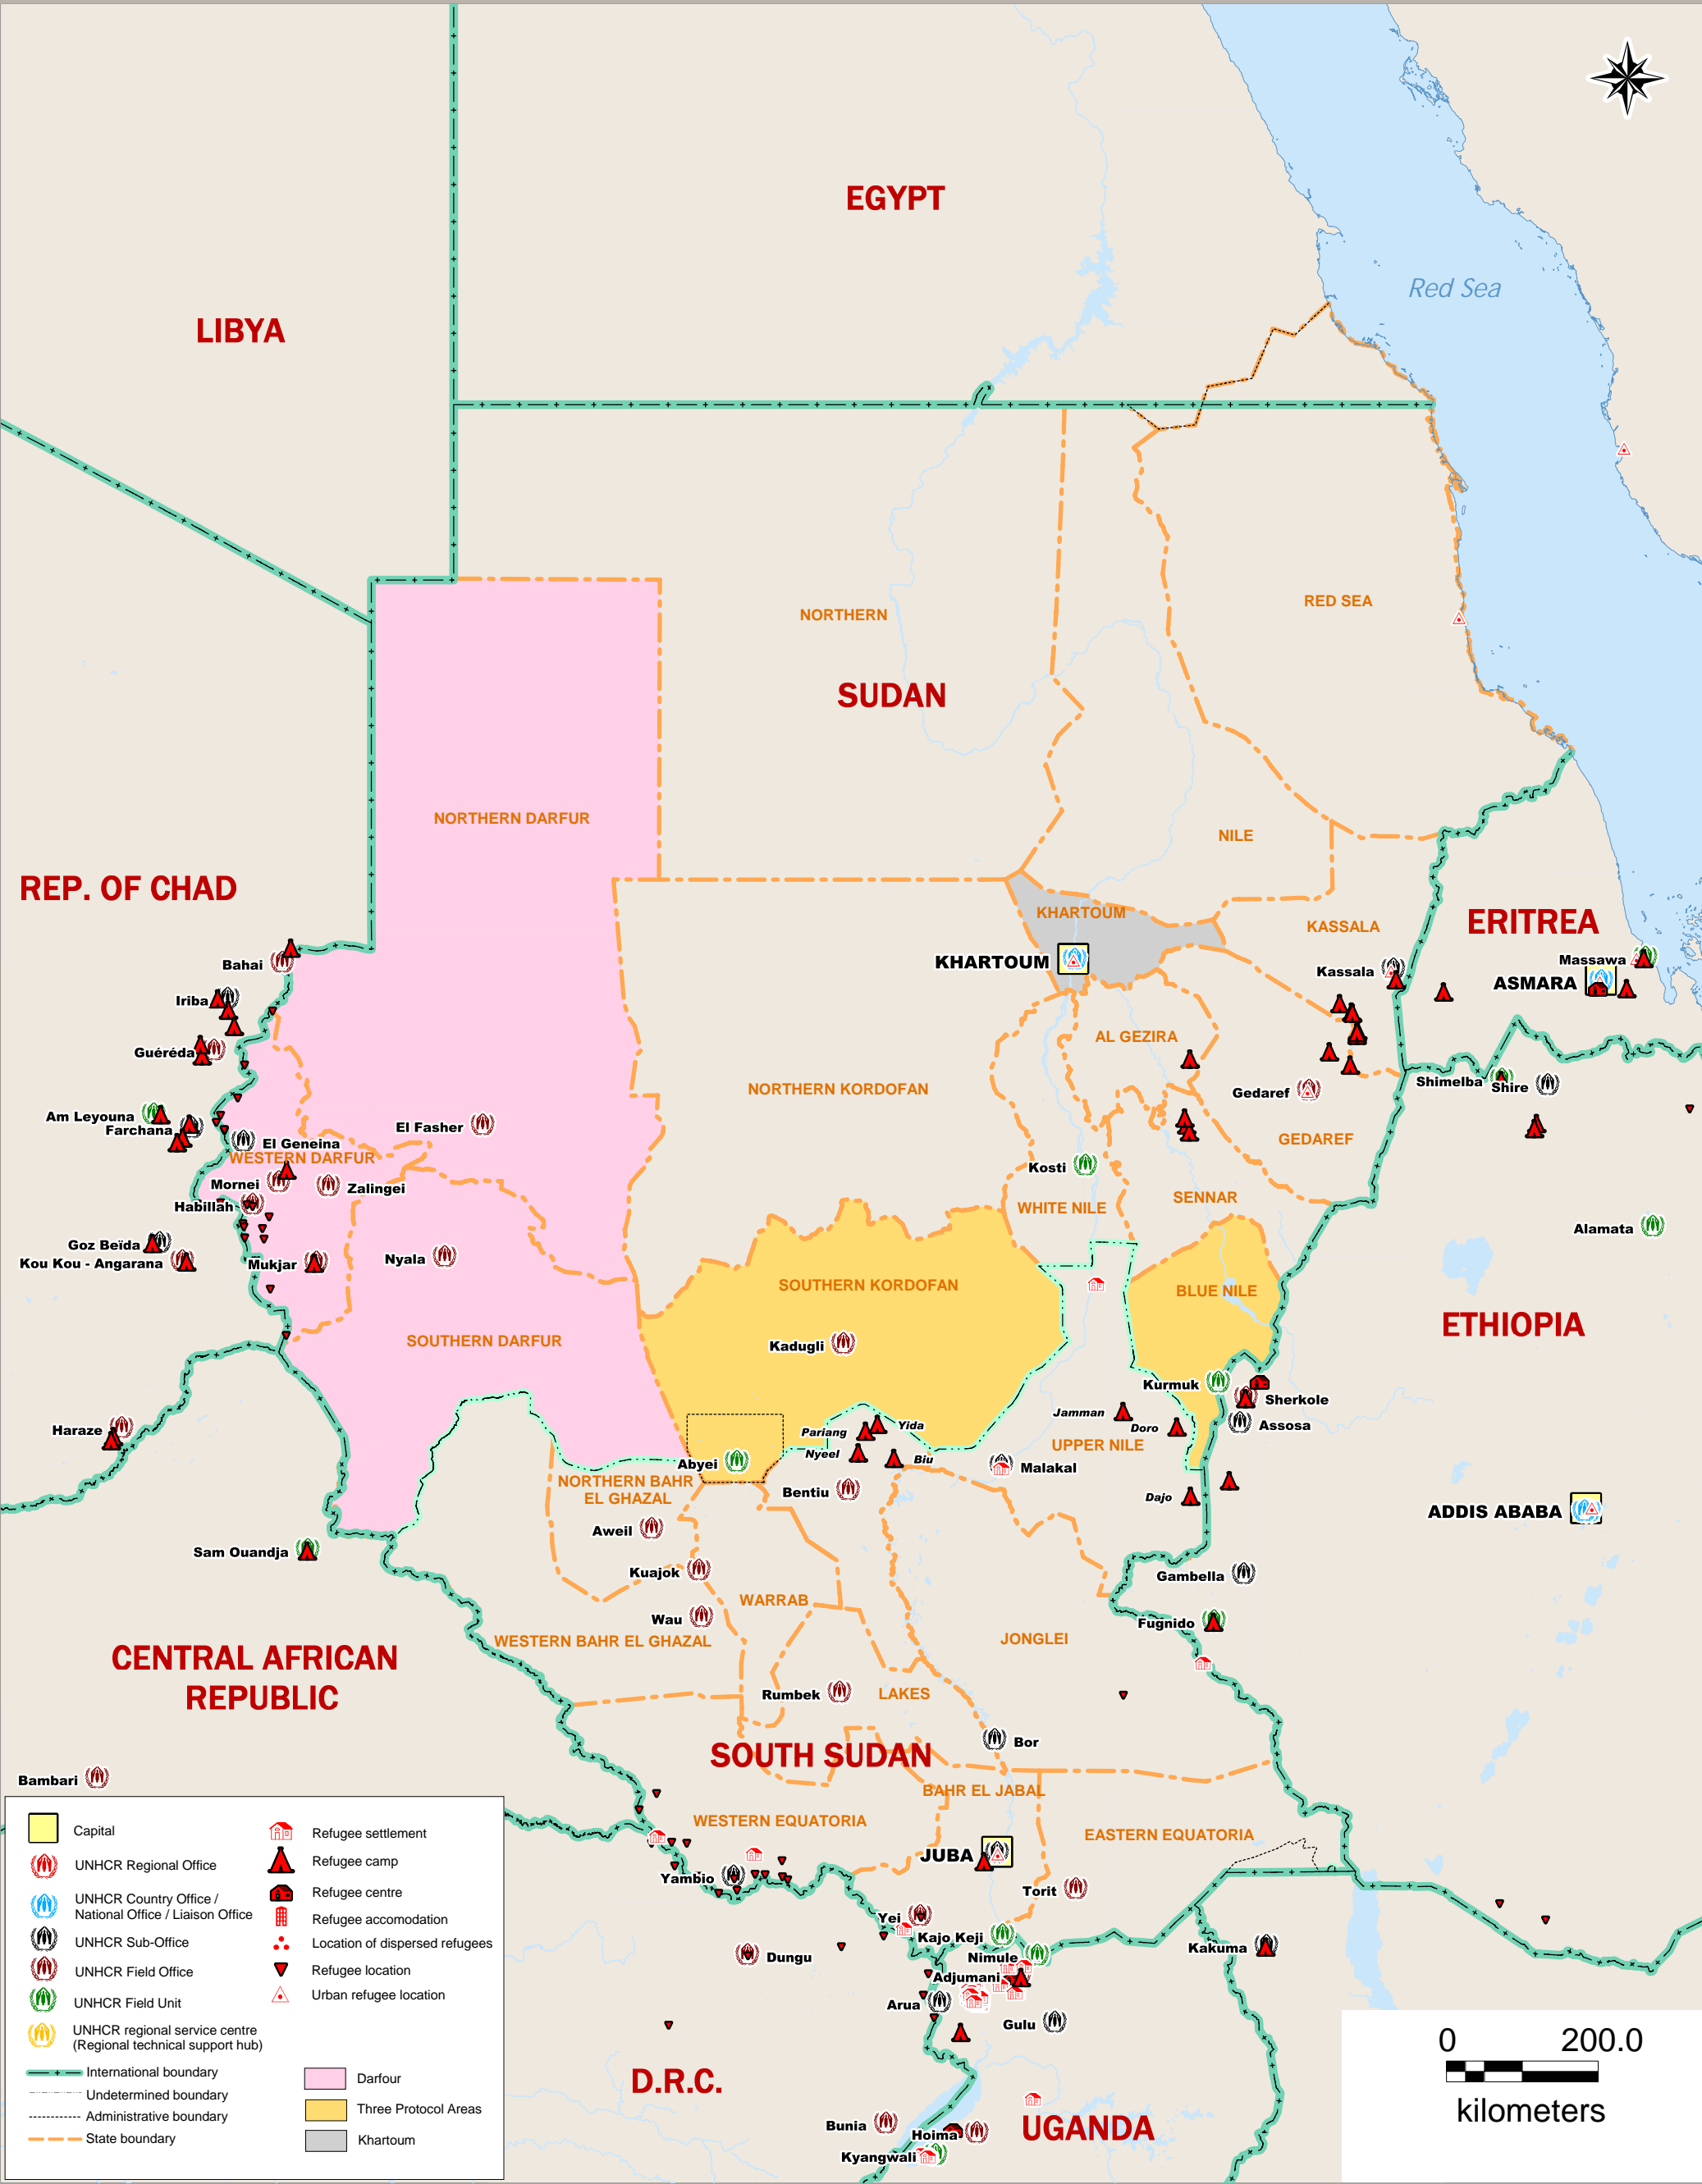 EGYPT
Red Sea
LIBYA
NORTHERN
RED SEA
SUDAN
NORTHERN DARFUR
NILE
REP. OF CHAD
KHARTOUM
KASSALA
ERITREA
Bahai
KHARTOUM
Kassala
Massawa
ASMARA
Iriba
Guéréda
AL GEZIRA
Shimelba
Shire
NORTHERN KORDOFAN
Gedaref
Am Leyouna
Farchana
El Fasher
El Geneina
GEDAREF
WESTERN DARFUR
Kosti
Mornei
Zalingei
SENNAR
Habillah
WHITE NILE
Alamata
Goz Beïda
Kou Kou - Angarana
Mukjar
Nyala
SOUTHERN KORDOFAN
BLUE NILE
ETHIOPIA
SOUTHERN DARFUR
Kadugli
Kurmuk
Sherkole
Jamman
Assosa
Haraze
Pariang
Yida
Doro
UPPER NILE
Nyeel
Biu
Abyei
Malakal
NORTHERN BAHR
EL GHAZAL
Bentiu
Dajo
ADDIS ABABA
Aweil
Sam Ouandja
Kuajok
Gambella
WARRAB
Wau
Fugnido
WESTERN BAHR EL GHAZAL
JONGLEI
CENTRAL AFRICAN
REPUBLIC
Rumbek
LAKES
Bor
SOUTH SUDAN
Bambari
BAHR EL JABAL
WESTERN EQUATORIA
EASTERN EQUATORIA
JUBA
Yambio
Torit
Yei
Kajo Keji
Kakuma
Dungu
Nimule
Adjumani
Arua
Gulu
D.R.C.
Bunia
UGANDA
Hoima
Kyangwali
Capital
UNHCR Regional Office
UNHCR Country Office /
National Office / Liaison Office
UNHCR Sub-Office
UNHCR Field Office
UNHCR Field Unit
UNHCR regional service centre
(Regional technical support hub)
International boundary
Undetermined boundary
Administrative boundary
State boundary
Refugee settlement
Refugee camp
Refugee centre
Refugee accomodation
Location of dispersed refugees
Refugee location
Urban refugee location
Darfour
Three Protocol Areas
Khartoum
0 200.0
kilometers